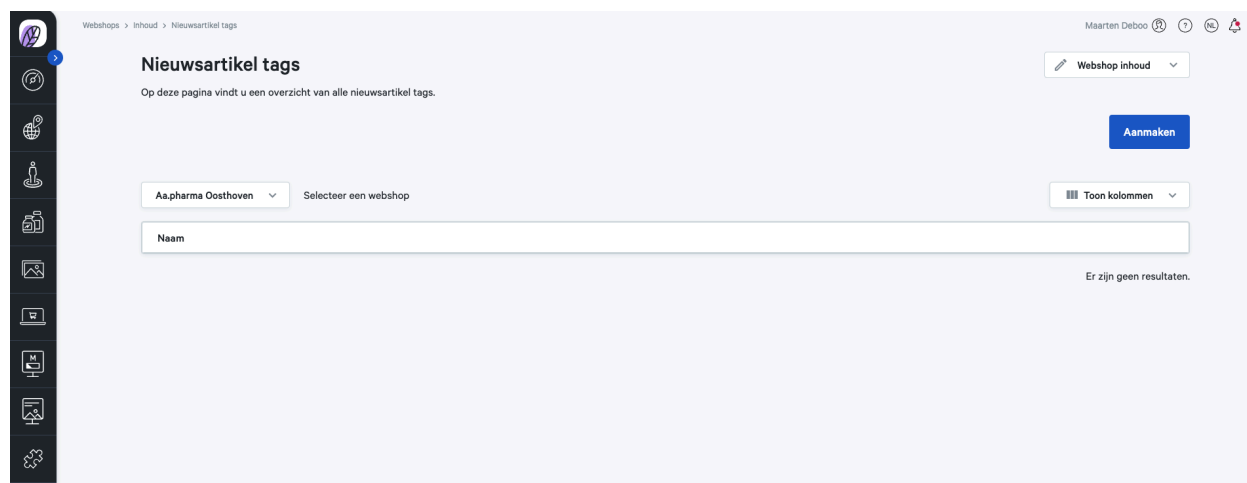 Webshops > Inhoud > Nieuwsartikel tags
Maarten Deboo
?
NL
Nieuwsartikel tags
Webshop inhoud
Op deze pagina vindt u een overzicht van alle nieuwsartikel tags.
Aanmaken
Aa.pharma Oosthoven
Selecteer een webshop
Toon kolommen
Naam
Er zijn geen resultaten.
M